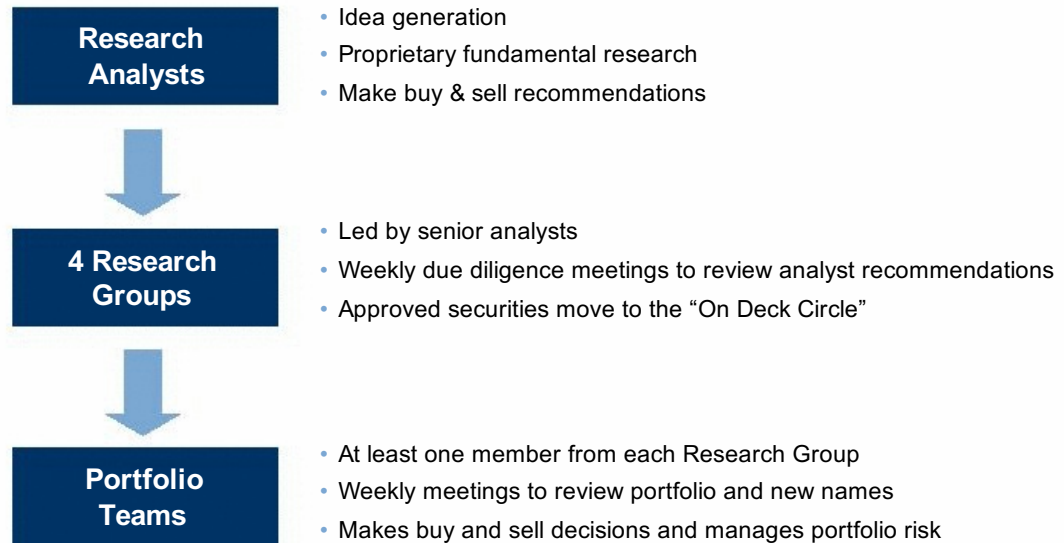 Research
Analysts
• Idea generation
• Proprietary fundamental research
• Make buy & sell recommendations
4 Research
Groups
• Led by senior analysts
• Weekly due diligence meetings to review analyst recommendations
• Approved securities move to the “On Deck Circle”
Portfolio
Teams
• At least one member from each Research Group
• Weekly meetings to review portfolio and new names
• Makes buy and sell decisions and manages portfolio risk